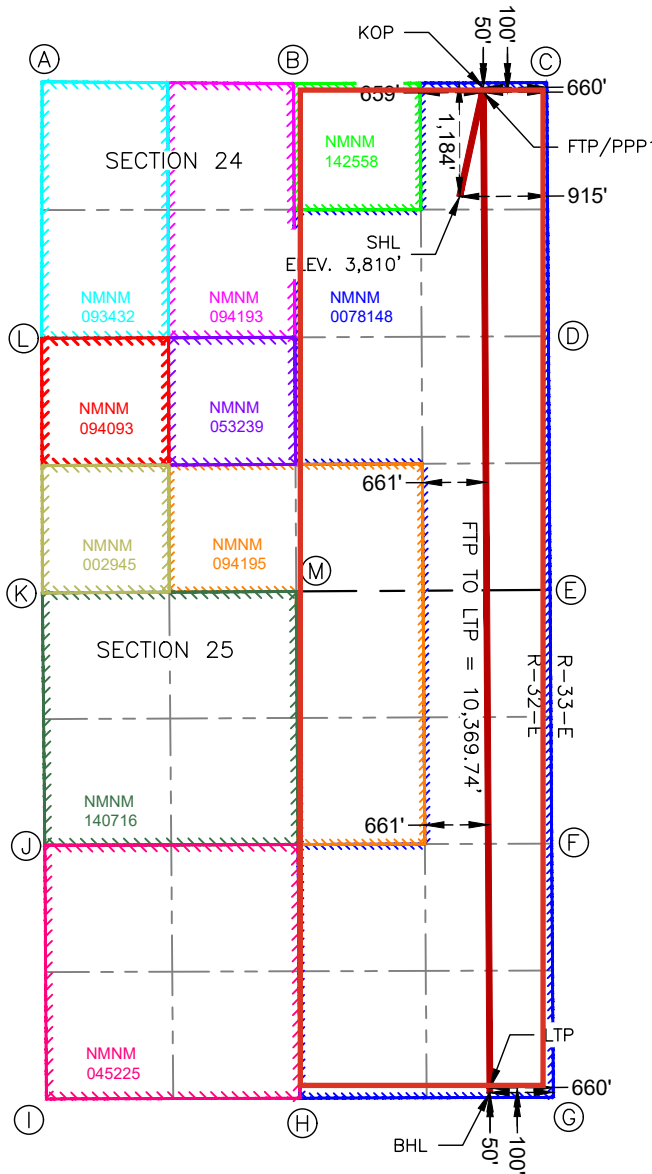 KOP
50'
100'
A
B
C
659'
660'
1,184'
FTP/PPP1
SECTION 24
NMNM
142558
915'
SHL
ELEV. 3,810'
NMNM
093432
NMNM
094193
NMNM
0078148
L
D
NMNM
094093
NMNM
053239
661'
NMNM
002945
NMNM
094195
FTP TO LTP = 10,369.74'
K
M
E
SECTION 25
R-33-E
R-32-E
NMNM
140716
661'
J
F
LTP
NMNM
045225
660'
I
H
G
BHL
50'
100'